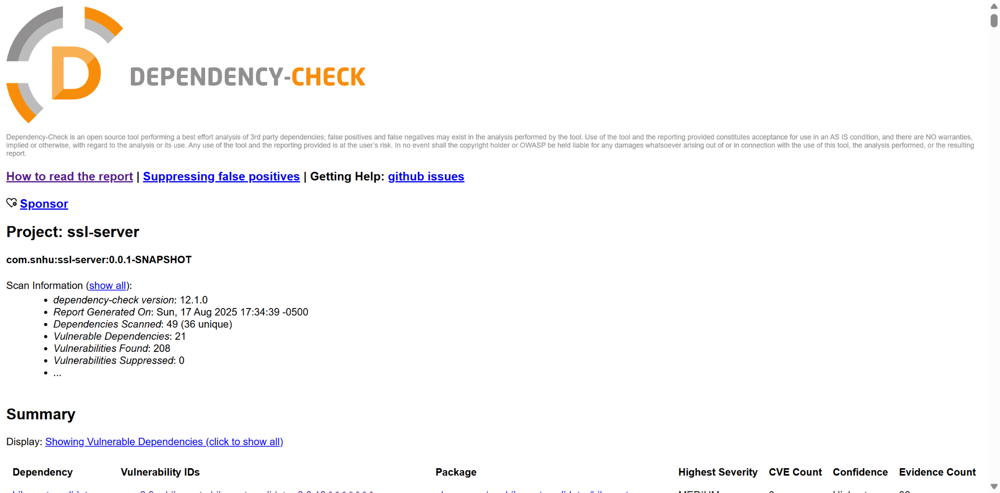 DEPENDENCY-CHECK
Dependency-Check is an open source tool performing a best effort analysis of 3rd party dependencies; false positives and false negatives may exist in the analysis performed by the tool. Use of the tool and the reporting provided constitutes acceptance for use in an AS IS condition, and there are NO warranties,
implied or otherwise, with regard to the analysis or its use. Any use of the tool and the reporting provided is at the user's risk. In no event shall the copyright holder or OWASP be held liable for any damages whatsoever arising out of or in connection with the use of this tool, the analysis performed, or the resulting
report.
How to read the report | Suppressing false positives | Getting Help: github issues
Sponsor
Project: ssl-server
com.snhu:ssl-server:0.0.1-SNAPSHOT
Scan Information (show all):
• dependency-check version: 12.1.0
• Report Generated On: Sun, 17 Aug 2025 17:34:39 -0500
• Dependencies Scanned: 49 (36 unique)
• Vulnerable Dependencies: 21
• Vulnerabilities Found: 208
• Vulnerabilities Suppressed: 0
• ...
Summary
Display: Showing Vulnerable Dependencies (click to show all)
Dependency Vulnerability IDs Package Highest Severity CVE Count Confidence Evidence Count